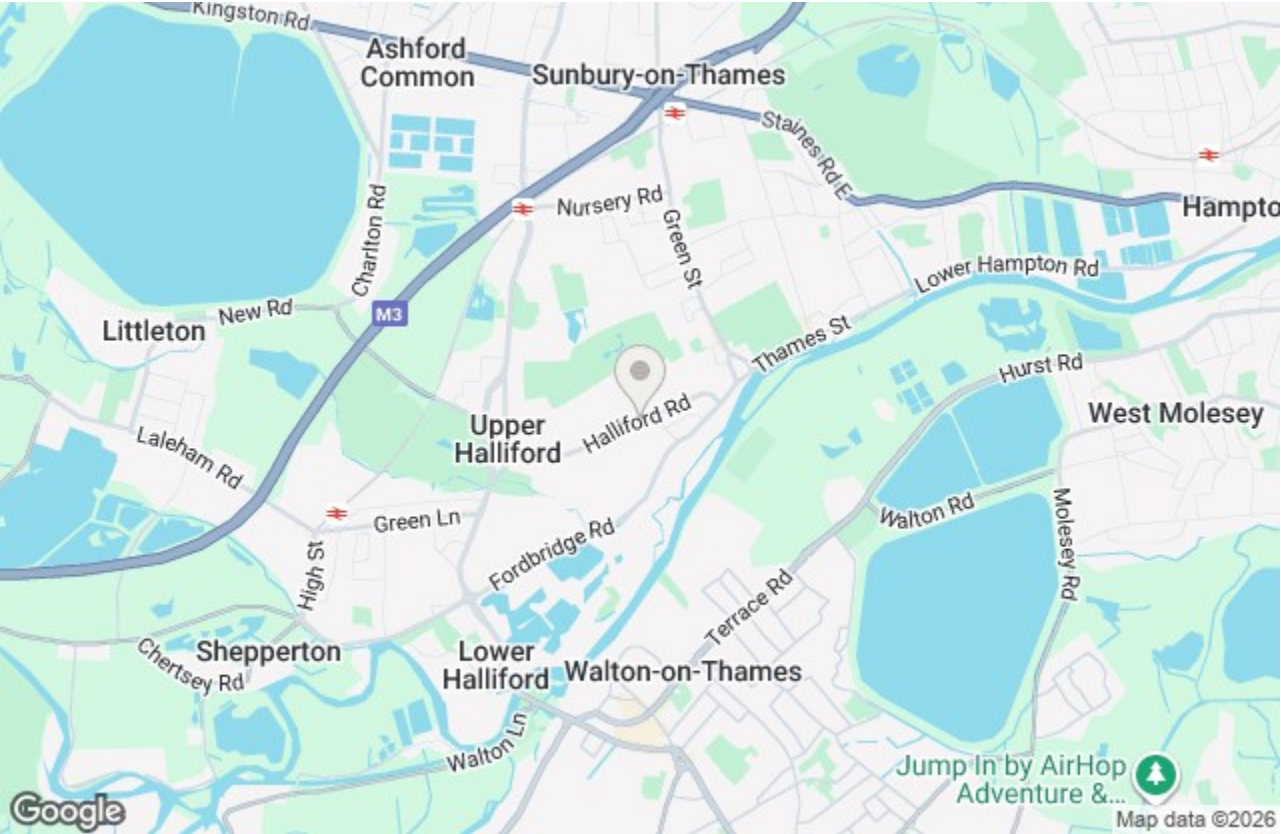 Kingston Rd
Ashford
Common
Sunbury-on-Thames
Staines Rd E
Nursery Rd
Hampto
Charlton Rd
Green St
Lower Hampton Rd
New Rd
M3
Littleton
Thames St
Hurst Rd
Halliford Rd
West Molesey
Upper
Halliford
Laleham Rd
Walton Rd
Green Ln
Molesey Rd
Fordbridge Rd
High St
Terrace Rd
Shepperton
Chertsey Rd
Lower
Halliford
Walton-on-Thames
Walton Ln
Jump In by AirHop
Adventure &...
Google
Map data ©2026